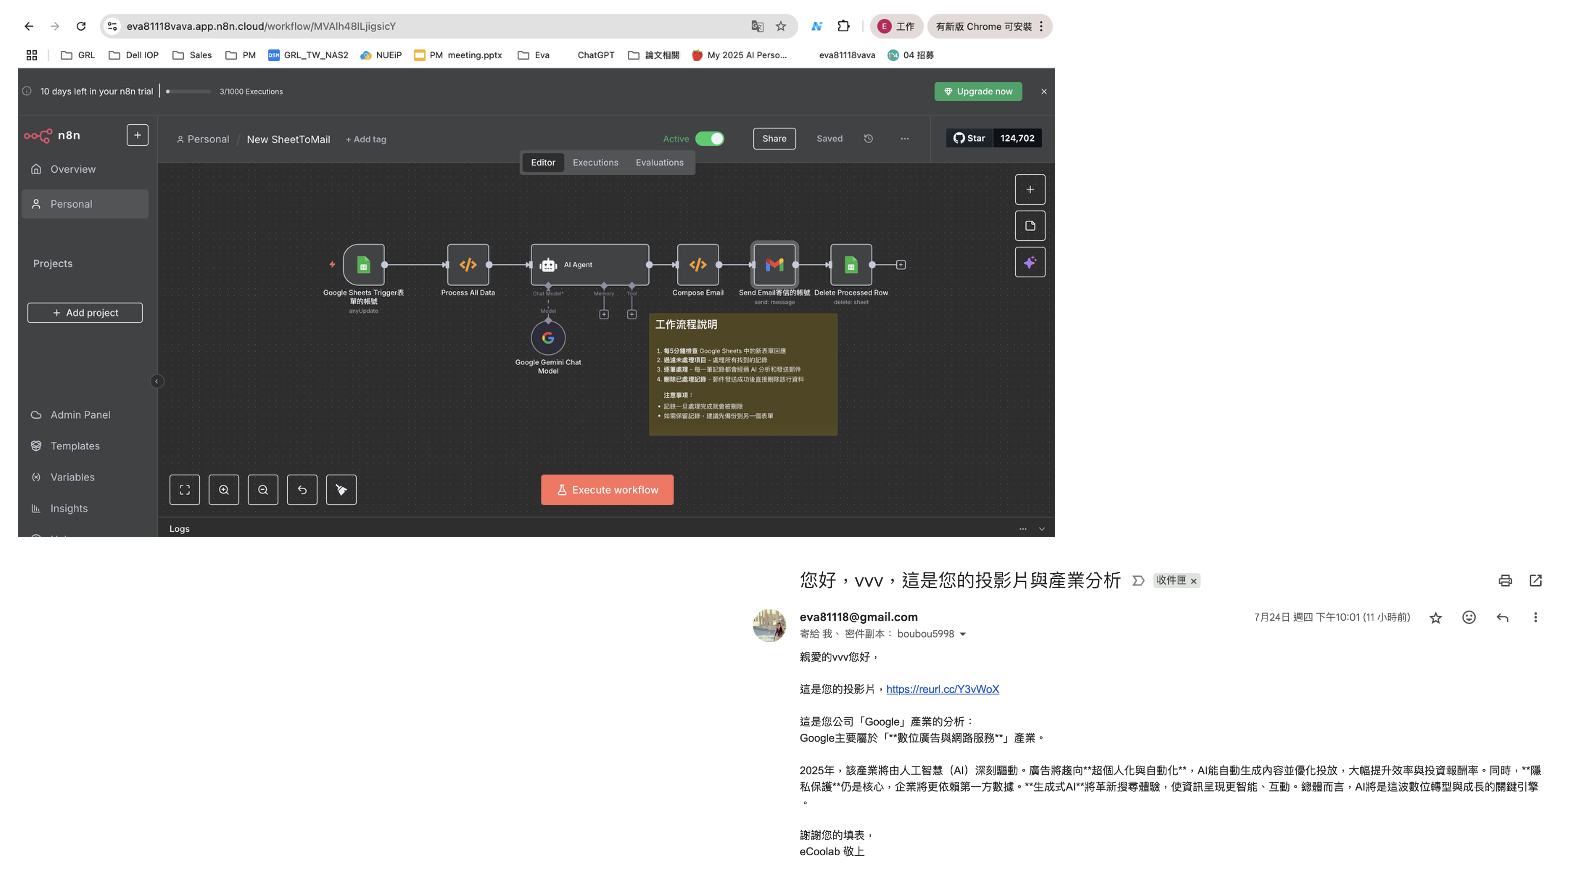 eva81118vava.app.n8n.cloud/workflow/MVAlh48ILjigsicY
E 工作
有新版 Chrome 可安裝
GRL
Dell IOP
Sales
PM
DSM GRL_TW_NAS2
NUEiP
PM meeting.pptx
Eva
ChatGPT
論文相關
My 2025 AI Perso...
eva81118vava
04 招募
10 days left in your n8n trial
3/1000 Executions
Upgrade now
n8n
Personal / New SheetToMail + Add tag
Active
Share
Saved
Star 124,702
Editor
Executions
Evaluations
Overview
Personal
Projects
+ Add project
Admin Panel
Templates
Variables
Insights
Google Sheets Trigger表
單的帳號
anyUpdate
Process All Data
AI Agent
Chat Model*
Memory
Tool
Model
Google Gemini Chat
Model
Compose Email
Send Email寄信的帳號
send: message
Delete Processed Row
delete: sheet
工作流程說明
1. 每5分鐘檢查 Google Sheets 中的新表單回應
2. 過濾未處理項目 - 處理所有找到的記錄
3. 逐筆處理 - 每一筆記錄都會經過 AI 分析和發送郵件
4. 刪除已處理記錄 - 郵件發送成功後直接刪除該行資料
注意事項：
• 記錄一旦處理完成就會被刪除
• 如需保留記錄，建議先備份到另一個表單
Execute workflow
Logs
您好，vvv，這是您的投影片與產業分析
收件匣 ×
eva81118@gmail.com
7月24日 週四 下午10:01 (11 小時前)
寄給 我、 密件副本： boubou5998
親愛的vvv您好，
這是您的投影片，https://reurl.cc/Y3vWoX
這是您公司「Google」產業的分析：
Google主要屬於「**數位廣告與網路服務**」產業。
2025年，該產業將由人工智慧（AI）深刻驅動。廣告將趨向**超個人化與自動化**，AI能自動生成內容並優化投放，大幅提升效率與投資報酬率。同時，**隱
私保護**仍是核心，企業將更依賴第一方數據。**生成式AI**將革新搜尋體驗，使資訊呈現更智能、互動。總體而言，AI將是這波數位轉型與成長的關鍵引擎
。
謝謝您的填表，
eCoolab 敬上